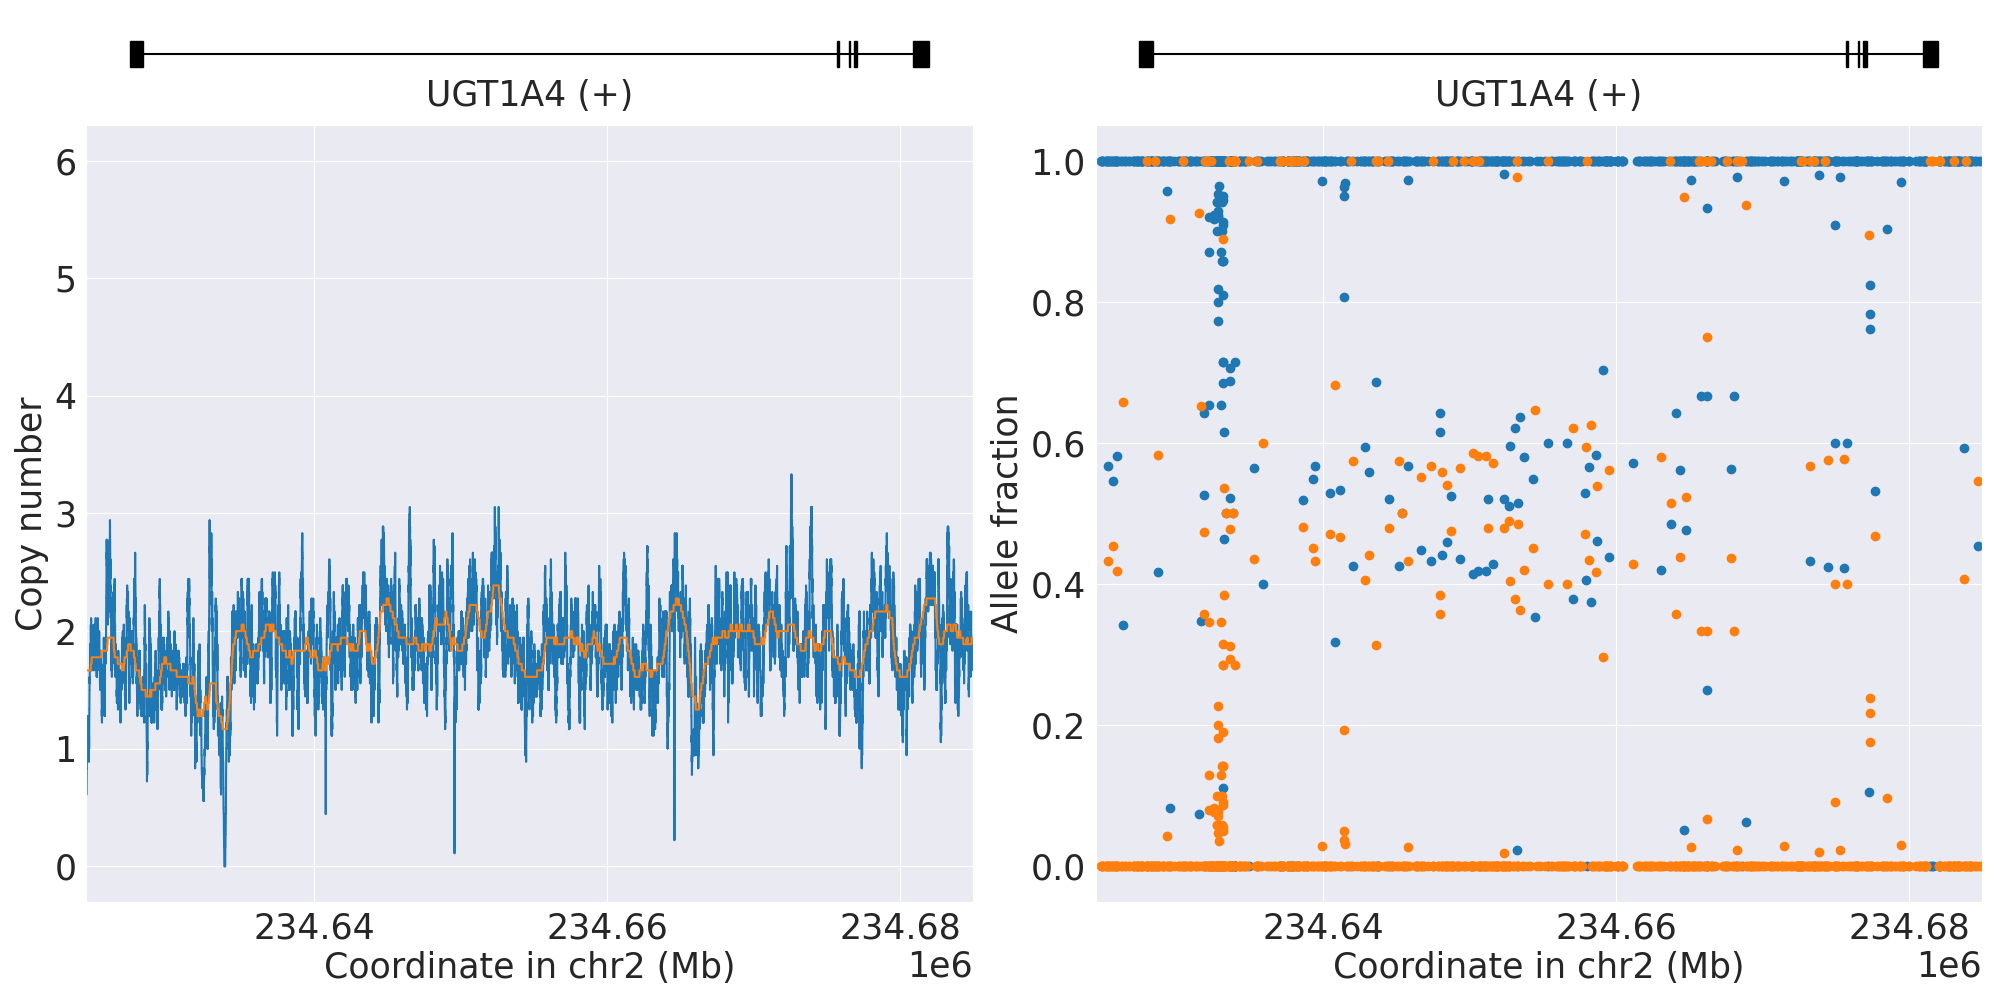 UGT1A4 (+)
6
5
4
3
2
1
0
Copy number
234.64 234.66 234.68
1e6
Coordinate in chr2 (Mb)
UGT1A4 (+)
1.0
0.8
0.6
0.4
0.2
0.0
Allele fraction
234.64 234.66 234.68
1e6
Coordinate in chr2 (Mb)